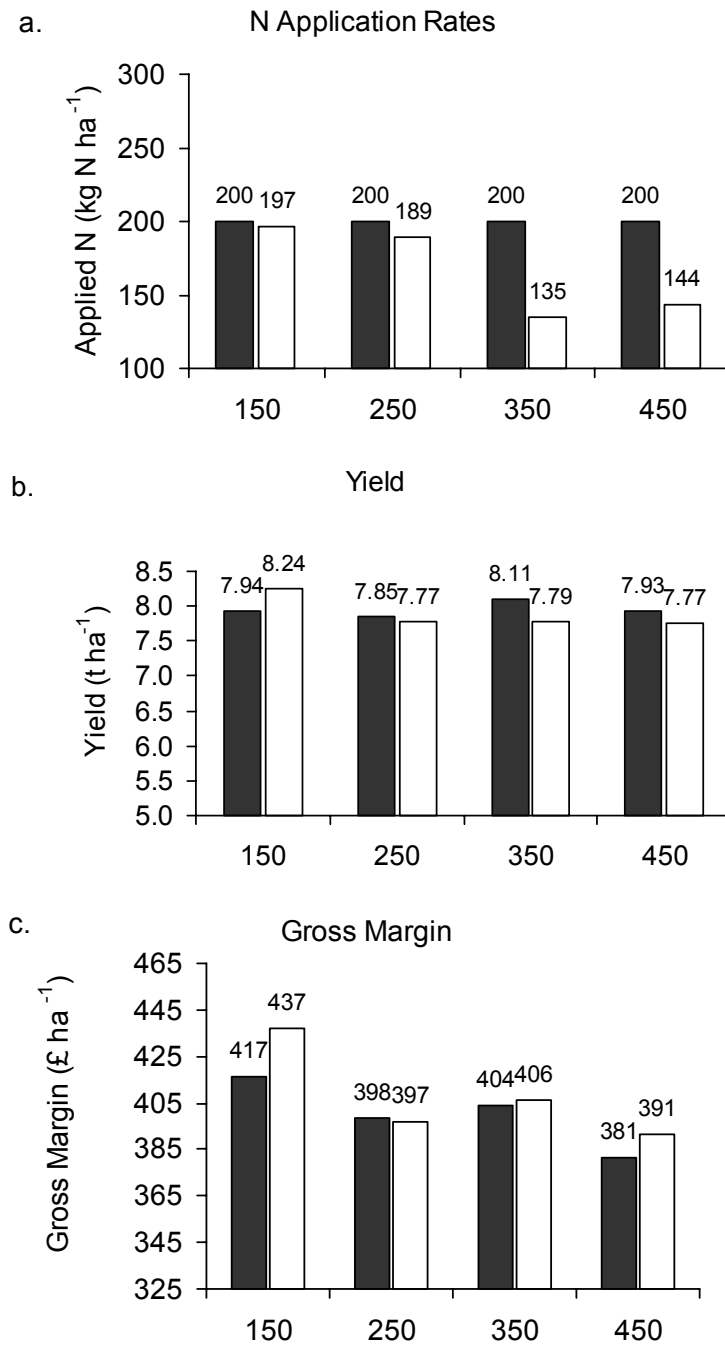 a.
N Application Rates
Applied N (kg N ha -1)
300
250
200
150
100
200 197 200 189 200 135 200 144
150 250 350 450
b.
Yield
Yield (t ha -1)
8.5
8.0
7.5
7.0
6.5
6.0
5.5
5.0
7.94 8.24 7.85 7.77 8.11 7.79 7.93 7.77
150 250 350 450
c.
Gross Margin
Gross Margin (£ ha -1)
465
445
425
405
385
365
345
325
417 437 398 397 404 406 381 391
150 250 350 450